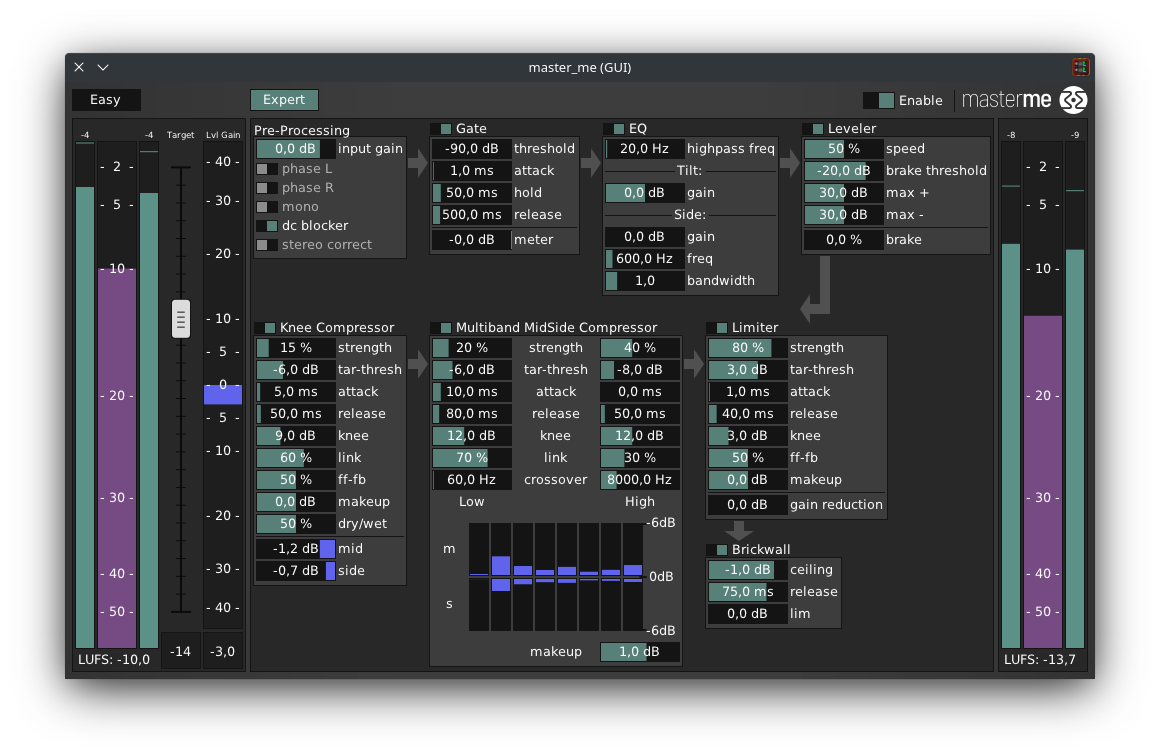 master_me (GUI)
Easy
Expert
Enable
masterme
-4
-4
Target
Lvl Gain
- 2 -
- 5 -
- 10 -
- 20 -
- 30 -
- 40 -
- 50 -
LUFS: -10,0
-14
- 40 -
- 30 -
- 20 -
- 10 -
5 -
- 0 -
5 -
- 10 -
- 20 -
- 30 -
- 40 -
-3,0
Pre-Processing
0,0 dB input gain
phase L
phase R
mono
dc blocker
stereo correct
Gate
-90,0 dB threshold
1,0 ms attack
50,0 ms hold
500,0 ms release
-0,0 dB meter
EQ
20,0 Hz highpass freq
Tilt:
0,0 dB gain
Side:
0,0 dB gain
600,0 Hz freq
1,0 bandwidth
Leveler
50 % speed
-20,0 dB brake threshold
30,0 dB max +
30,0 dB max -
0,0 % brake
Knee Compressor
15 % strength
-6,0 dB tar-thresh
5,0 ms attack
50,0 ms release
9,0 dB knee
60 % link
50 % ff-fb
0,0 dB makeup
50 % dry/wet
-1,2 dB mid
-0,7 dB side
Multiband MidSide Compressor
20 % strength 40 %
-6,0 dB tar-thresh -8,0 dB
10,0 ms attack 0,0 ms
80,0 ms release 50,0 ms
12,0 dB knee 12,0 dB
70 % link 30 %
60,0 Hz crossover 8000,0 Hz
Low High
-6dB
m
0dB
s
-6dB
makeup 1,0 dB
Limiter
80 % strength
3,0 dB tar-thresh
1,0 ms attack
40,0 ms release
3,0 dB knee
50 % ff-fb
0,0 dB makeup
0,0 dB gain reduction
Brickwall
-1,0 dB ceiling
75,0 ms release
0,0 dB lim
-8
-9
- 2 -
- 5 -
- 10 -
- 20 -
- 30 -
- 40 -
- 50 -
LUFS: -13,7